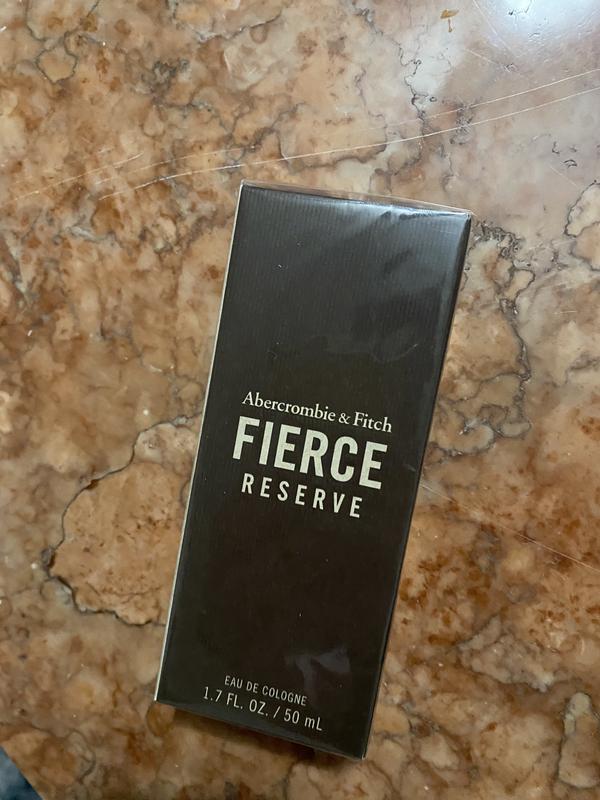 Abercrombie & Fitch
FIERCE
RESERVE
EAU DE COLOGNE
1.7 FL. OZ. / 50 mL